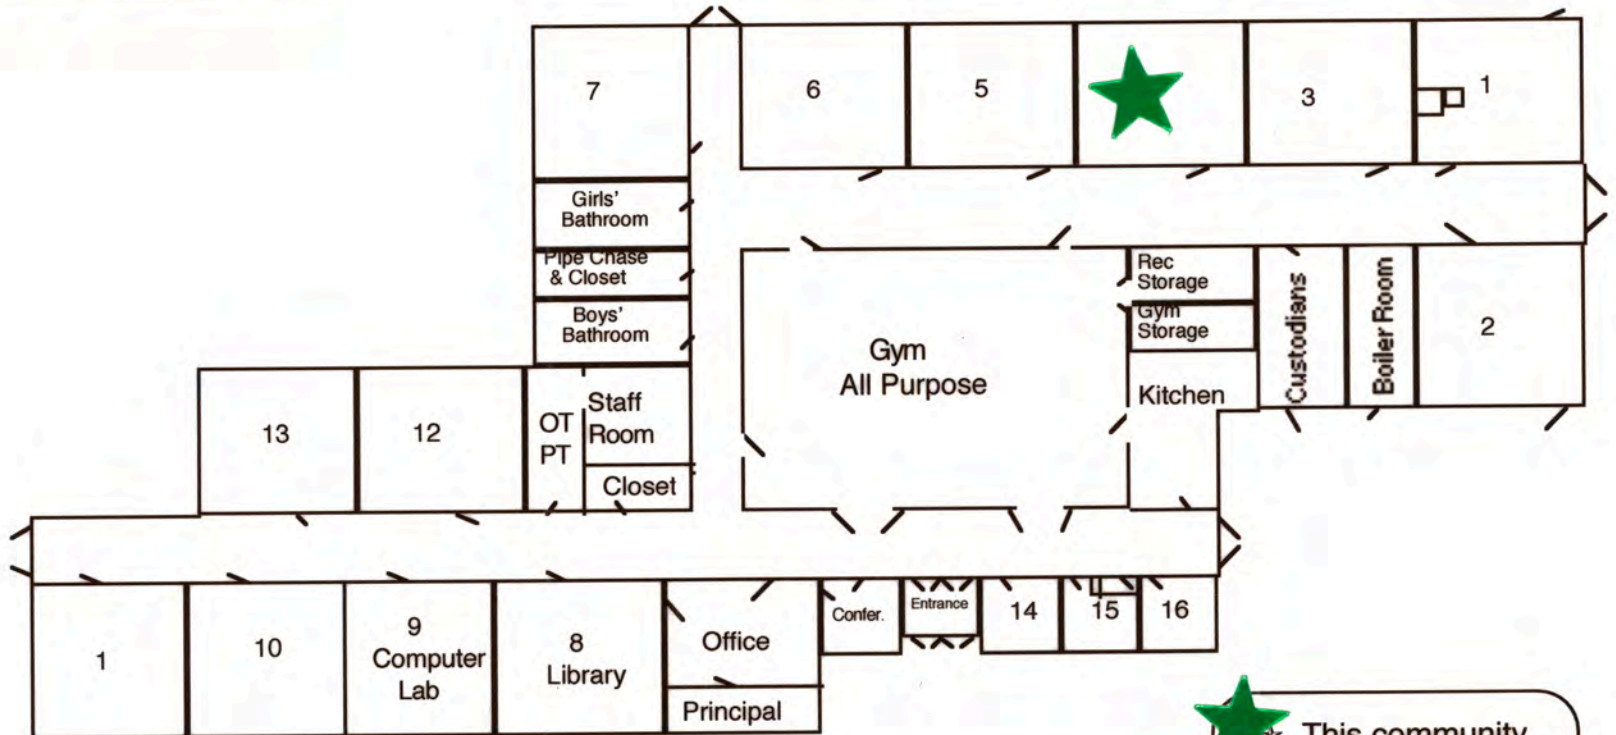 7
6
5
3
1
Girls'
Bathroom
Pipe Chase
& Closet
Boys'
Bathroom
Rec
Storage
Gym
Storage
Custodians
Boiler Room
2
Gym
All Purpose
Kitchen
13
12
OT
PT
Staff
Room
Closet
1
10
9
Computer
Lab
8
Library
Office
Principal
Confer.
Entrance
14
15
16
This community